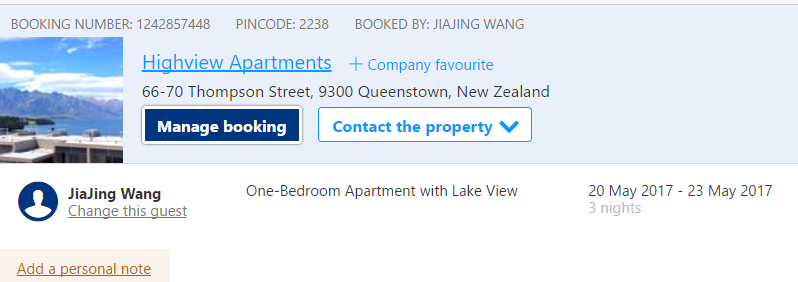 BOOKING NUMBER: 1242857448 PINCODE: 2238 BOOKED BY: JIAJING WANG
Highview Apartments + Company favourite
66-70 Thompson Street, 9300 Queenstown, New Zealand
Manage booking Contact the property
JiaJing Wang One-Bedroom Apartment with Lake View 20 May 2017 - 23 May 2017
Change this guest 3 nights
Add a personal note